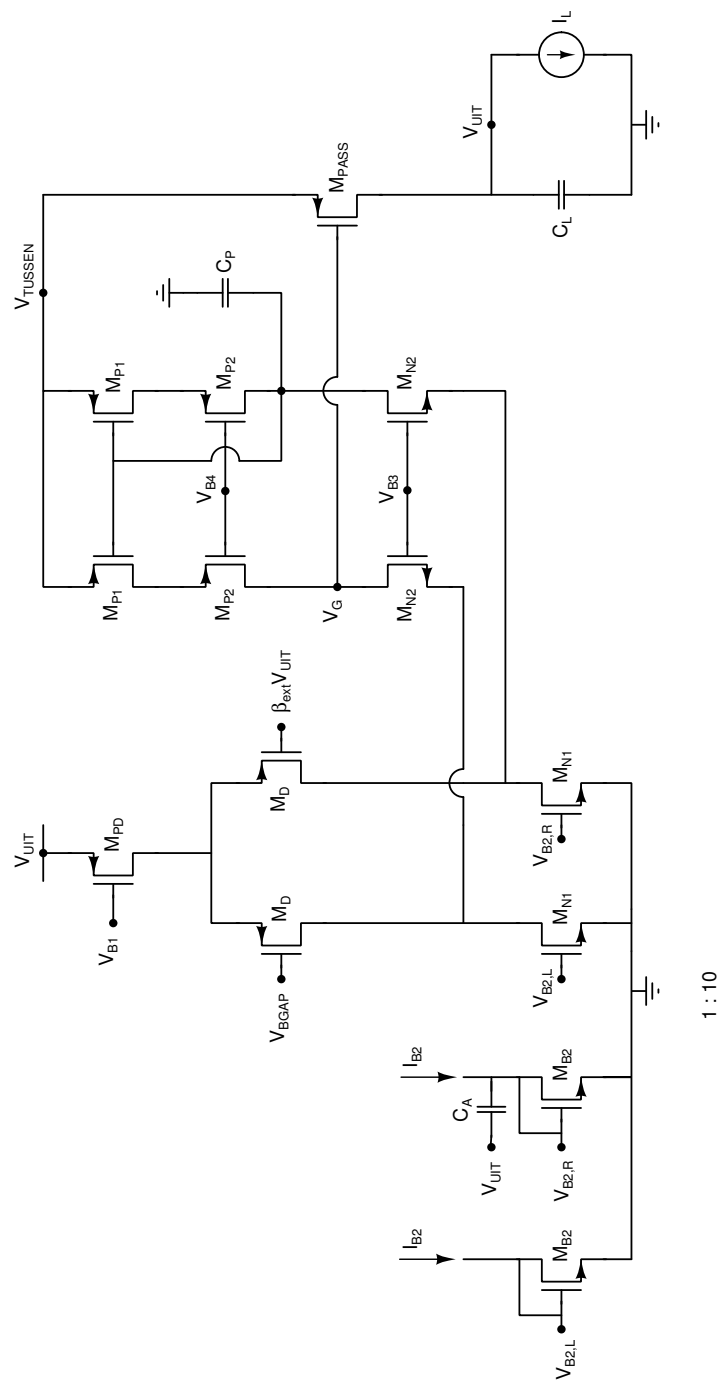 V_UIT
M_PD
V_B1
M_D
V_BGAP
M_D
β_ext V_UIT
M_N1
V_B2,L
M_N1
V_B2,R
I_B2
M_B2
V_B2,L
I_B2
C_A
V_UIT
M_B2
V_B2,R
1 : 10
V_TUSSEN
M_P1
M_P1
M_P2
M_P2
V_B4
C_P
V_G
V_B3
M_N2
M_N2
M_PASS
V_UIT
C_L
I_L